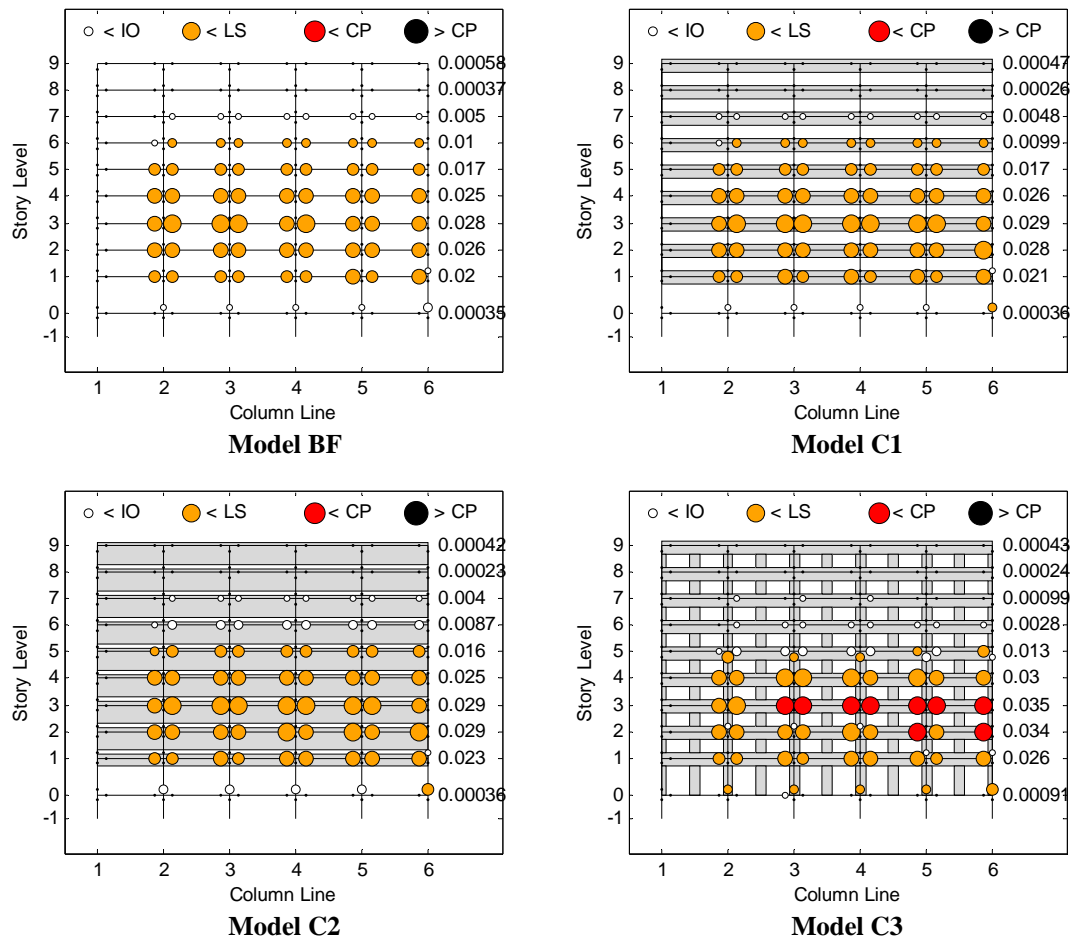 < IO < LS < CP > CP
9 0.00058
8 0.00037
7 0.005
6 0.01
5 0.017
4 0.025
3 0.028
2 0.026
1 0.02
0 0.00035
-1
Story Level
1 2 3 4 5 6
Column Line
Model BF
< IO < LS < CP > CP
9 0.00047
8 0.00026
7 0.0048
6 0.0099
5 0.017
4 0.026
3 0.029
2 0.028
1 0.021
0 0.00036
-1
Story Level
1 2 3 4 5 6
Column Line
Model C1
< IO < LS < CP > CP
9 0.00042
8 0.00023
7 0.004
6 0.0087
5 0.016
4 0.025
3 0.029
2 0.029
1 0.023
0 0.00036
-1
Story Level
1 2 3 4 5 6
Column Line
Model C2
< IO < LS < CP > CP
9 0.00043
8 0.00024
7 0.00099
6 0.0028
5 0.013
4 0.03
3 0.035
2 0.034
1 0.026
0 0.00091
-1
Story Level
1 2 3 4 5 6
Column Line
Model C3